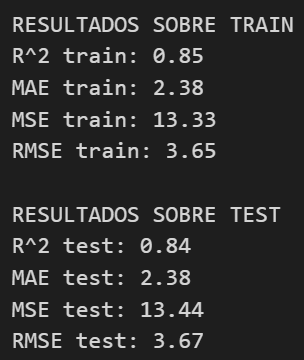 RESULTADOS SOBRE TRAIN
R^2 train: 0.85
MAE train: 2.38
MSE train: 13.33
RMSE train: 3.65
RESULTADOS SOBRE TEST
R^2 test: 0.84
MAE test: 2.38
MSE test: 13.44
RMSE test: 3.67